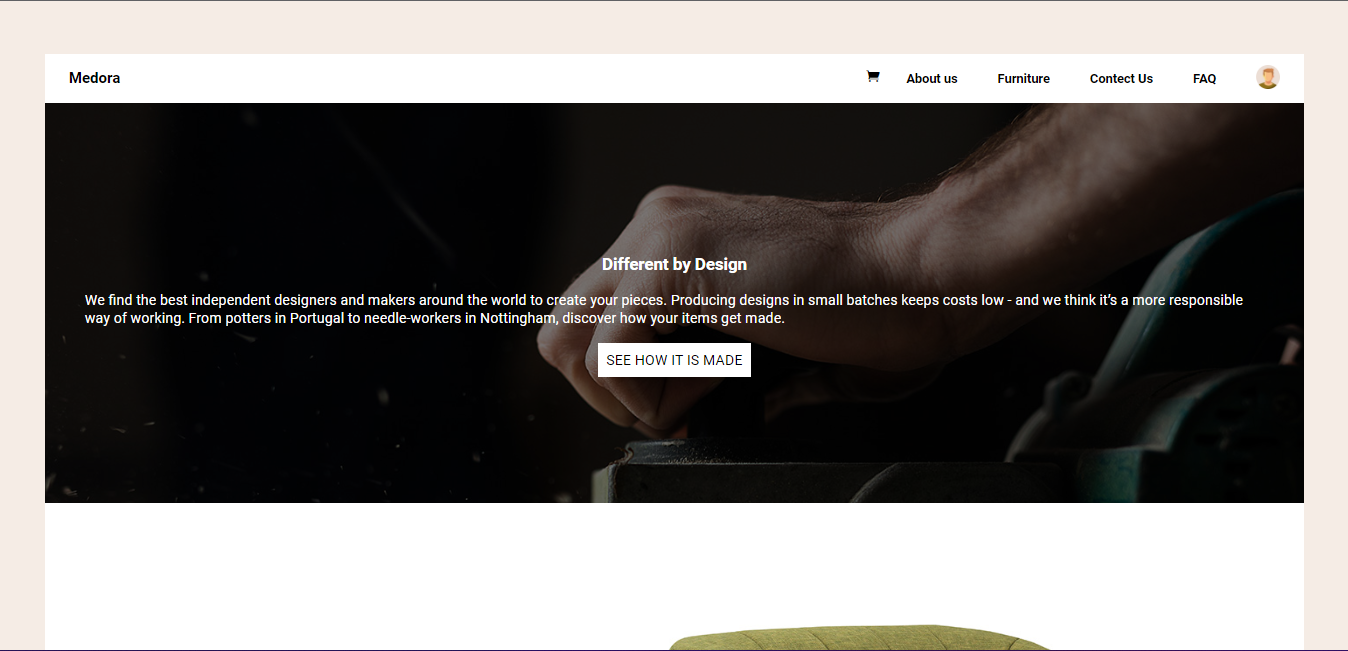 Medora
About us
Furniture
Contect Us
FAQ
Different by Design
We find the best independent designers and makers around the world to create your pieces. Producing designs in small batches keeps costs low - and we think it’s a more responsible
way of working. From potters in Portugal to needle-workers in Nottingham, discover how your items get made.
SEE HOW IT IS MADE